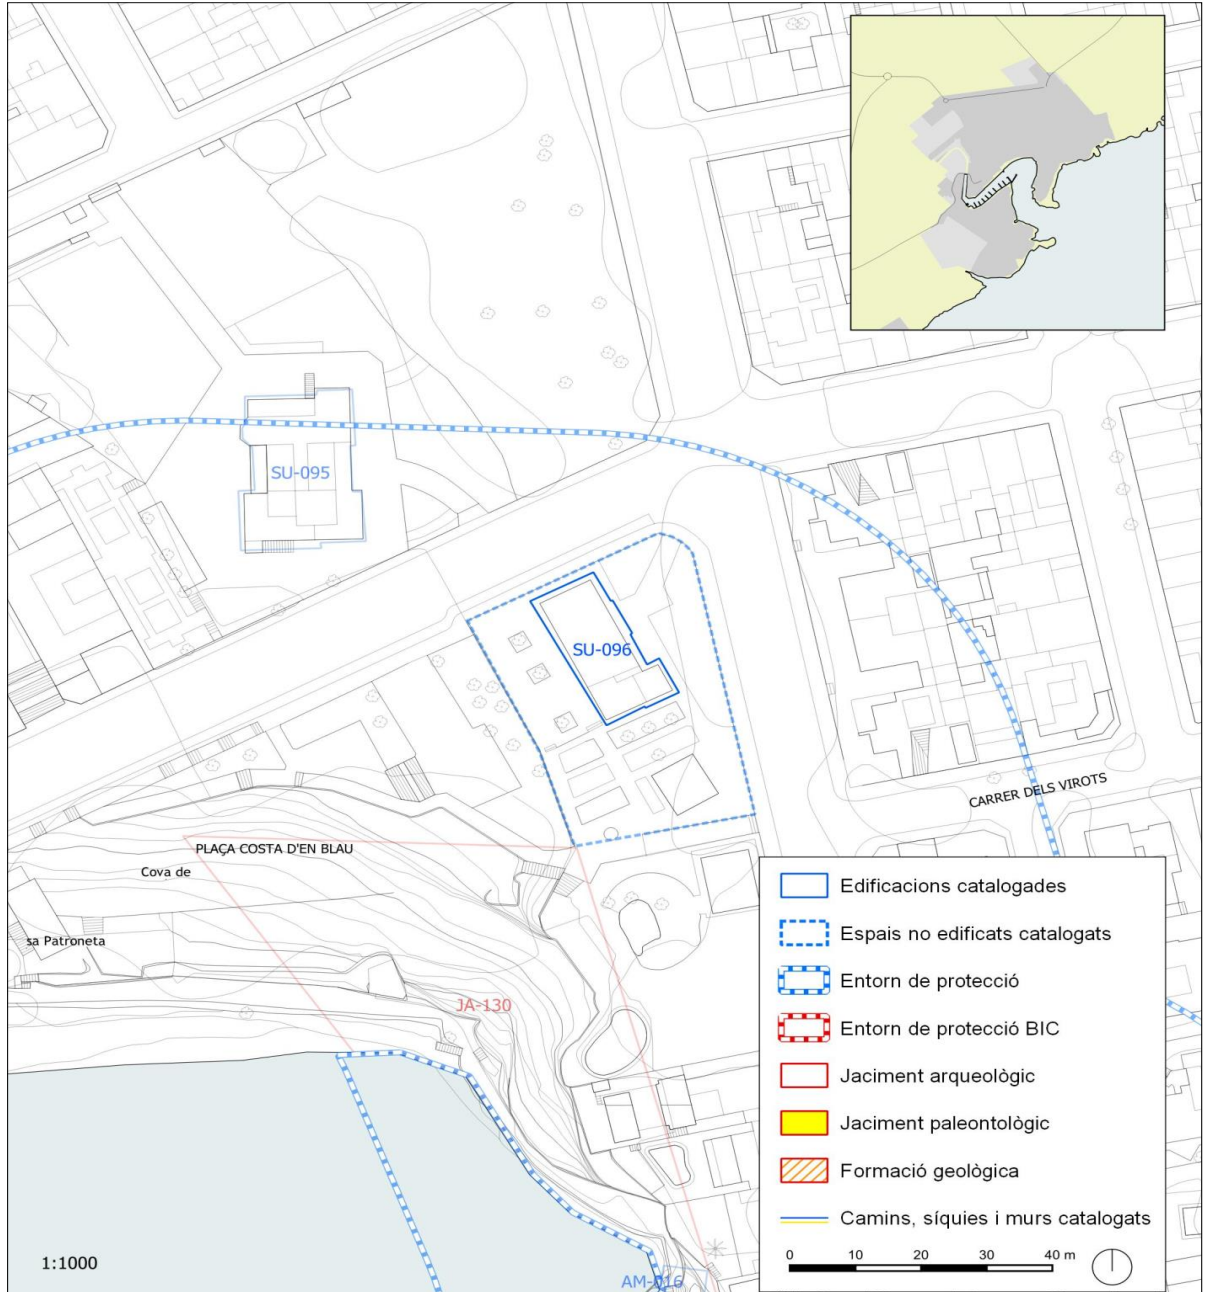 SU-095
SU-096
CARRER DELS VIROTS
PLAÇA COSTA D'EN BLAU
Cova de
sa Patroneta
JA-130
AM-016
1:1000
Edificacions catalogades
Espais no edificats catalogats
Entorn de protecció
Entorn de protecció BIC
Jaciment arqueològic
Jaciment paleontològic
Formació geològica
Camins, síquies i murs catalogats
0 10 20 30 40 m